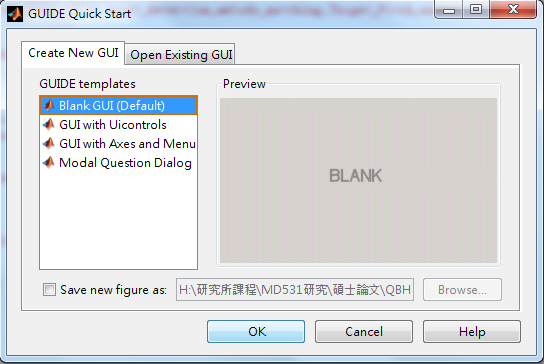 GUIDE Quick Start
Create New GUI
Open Existing GUI
GUIDE templates
Blank GUI (Default)
GUI with Uicontrols
GUI with Axes and Menu
Modal Question Dialog
Preview
BLANK
Save new figure as:
H:\研究所課程\MD531研究\碩士論文\QBH
Browse...
OK
Cancel
Help